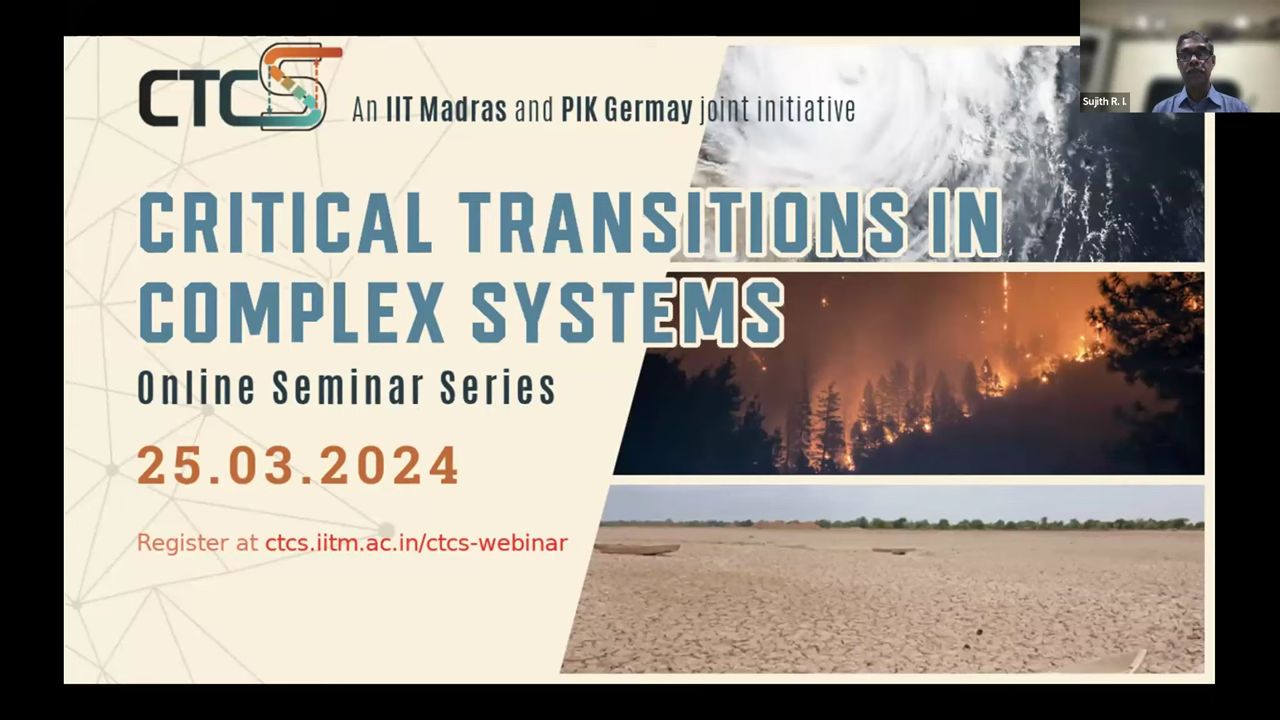 CTCS
An IIT Madras and PIK Germay joint initiative
CRITICAL TRANSITIONS IN
COMPLEX SYSTEMS
Online Seminar Series
25.03.2024
Register at ctcs.iitm.ac.in/ctcs-webinar
Sujith R. I.